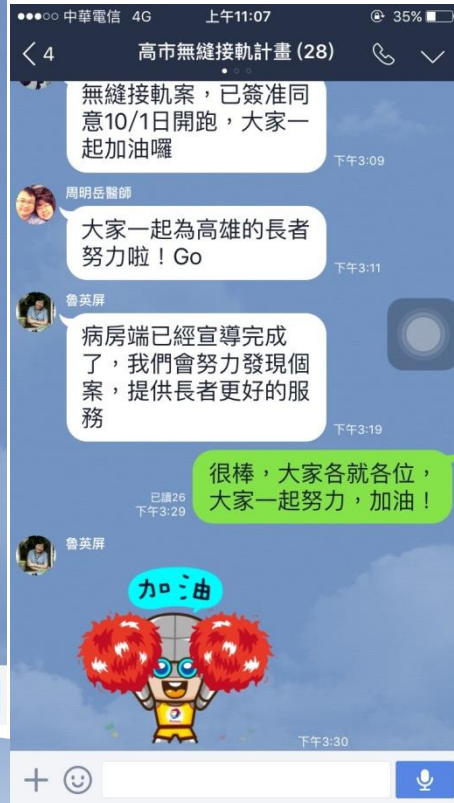 中華電信 4G 上午11:07 35%
4 高市無縫接軌計畫 (28)
無縫接軌案，已簽准同
意10/1日開跑，大家一
起加油囉
下午3:09
周明岳醫師
大家一起為高雄的長者
努力啦！Go
下午3:11
魯英屏
病房端已經宣導完成
了，我們會努力發現個
案，提供長者更好的服
務
下午3:19
很棒，大家各就各位，
大家一起努力，加油！
已讀26
下午3:29
魯英屏
加油
下午3:30